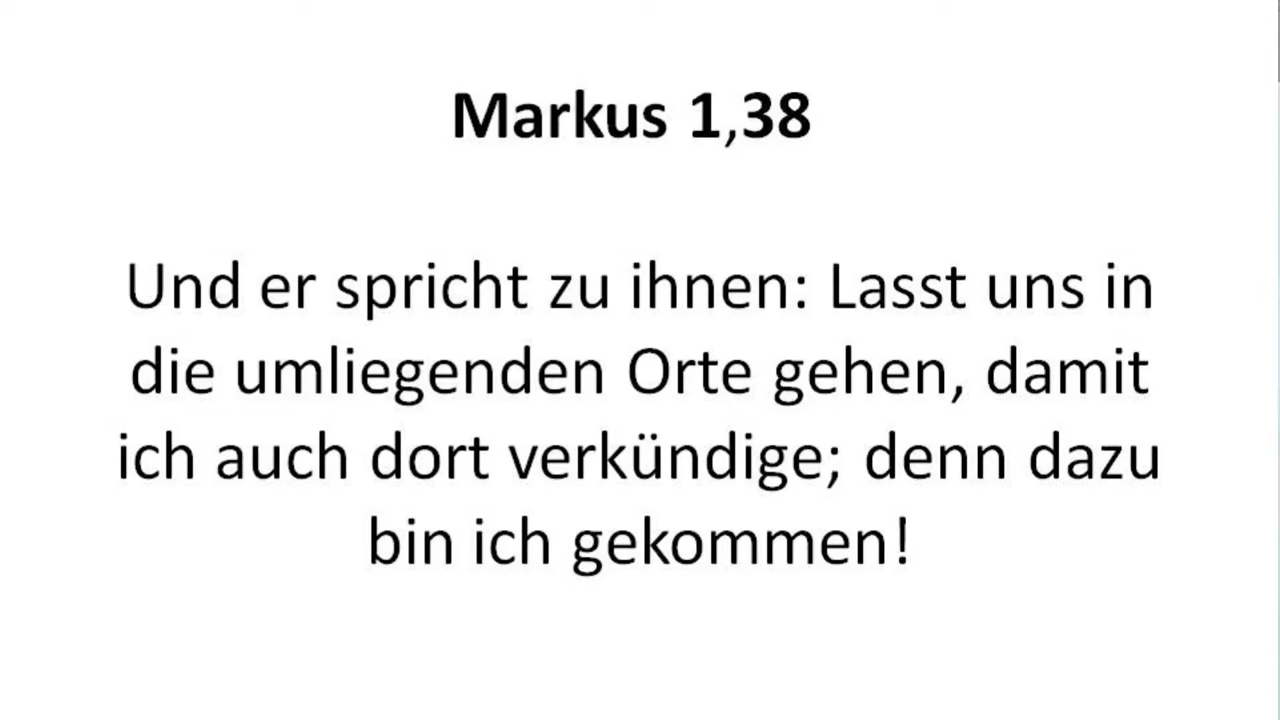 Markus 1,38
Und er spricht zu ihnen: Lasst uns in
die umliegenden Orte gehen, damit
ich auch dort verkündige; denn dazu
bin ich gekommen!